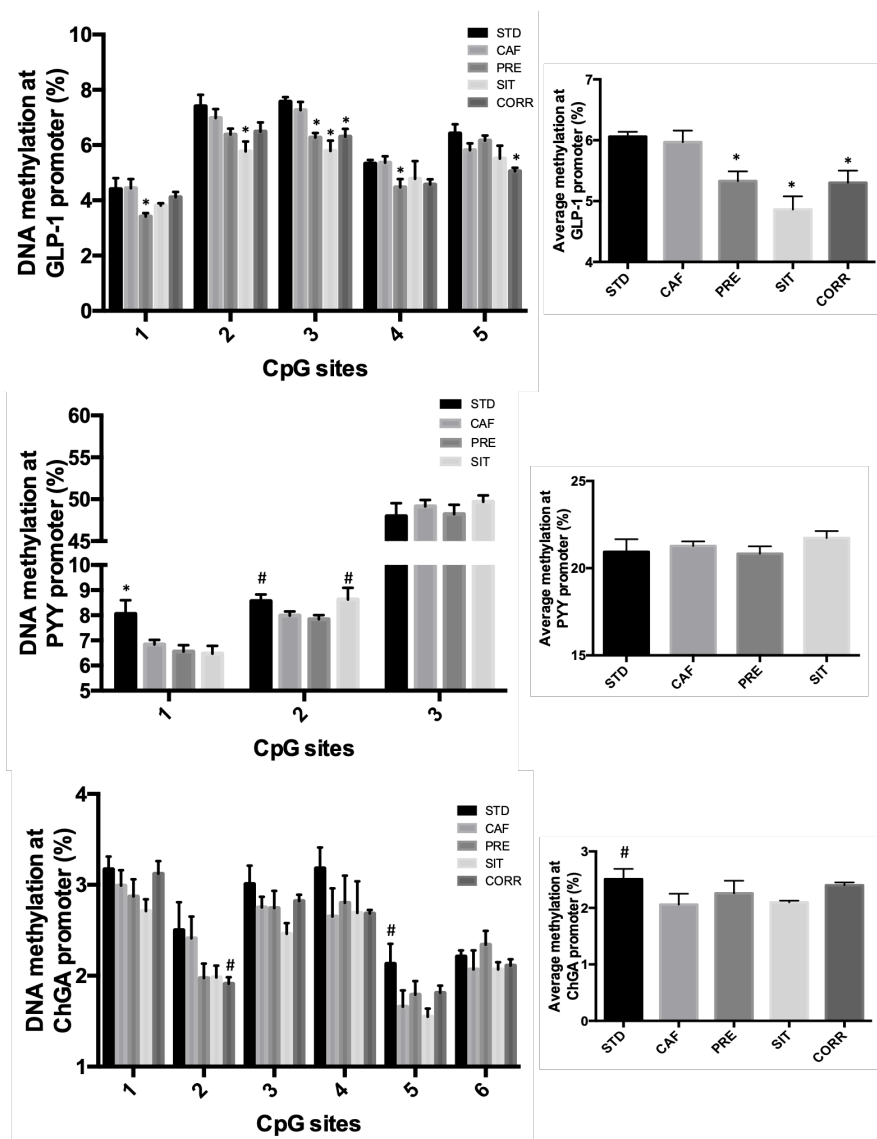 DNA methylation at
GLP-1 promoter (%)
10
8
6
4
2
0
* * * * * * *
STD
CAF
PRE
SIT
CORR
1 2 3 4 5
CpG sites
Average methylation at
GLP-1 promoter (%)
7
6
5
4
* * *
STD CAF PRE SIT CORR
DNA methylation at
PYY promoter (%)
60
50
45
10
9
8
7
6
5
* # #
STD
CAF
PRE
SIT
1 2 3
CpG sites
Average methylation at
PYY promoter (%)
25
20
15
STD CAF PRE SIT
DNA methylation at
ChGA promoter (%)
4
3
2
1
# #
STD
CAF
PRE
SIT
CORR
1 2 3 4 5 6
CpG sites
Average methylation at
ChGA promoter (%)
3
2
1
0
#
STD CAF PRE SIT CORR